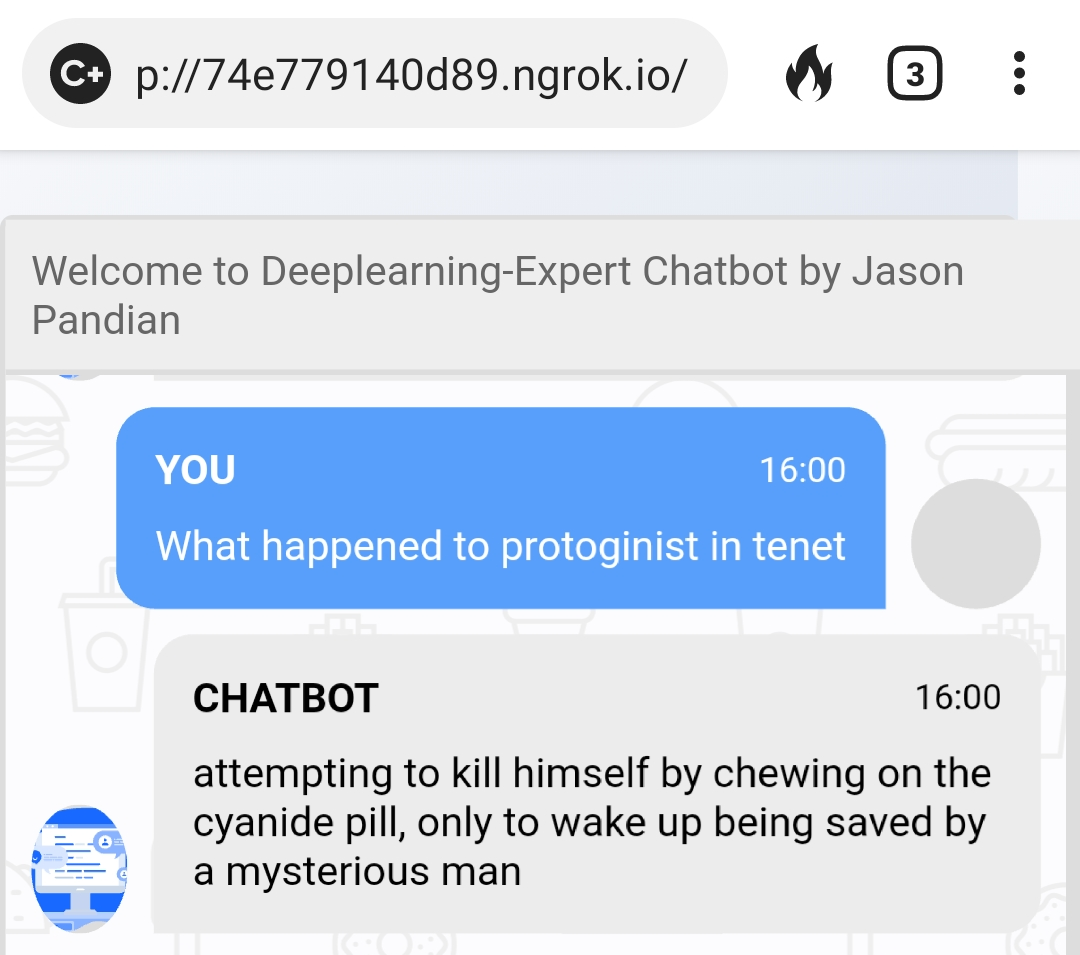 C+ p://74e779140d89.ngrok.io/ 3
Welcome to Deeplearning-Expert Chatbot by Jason
Pandian
YOU 16:00
What happened to protoginist in tenet
CHATBOT 16:00
attempting to kill himself by chewing on the
cyanide pill, only to wake up being saved by
a mysterious man